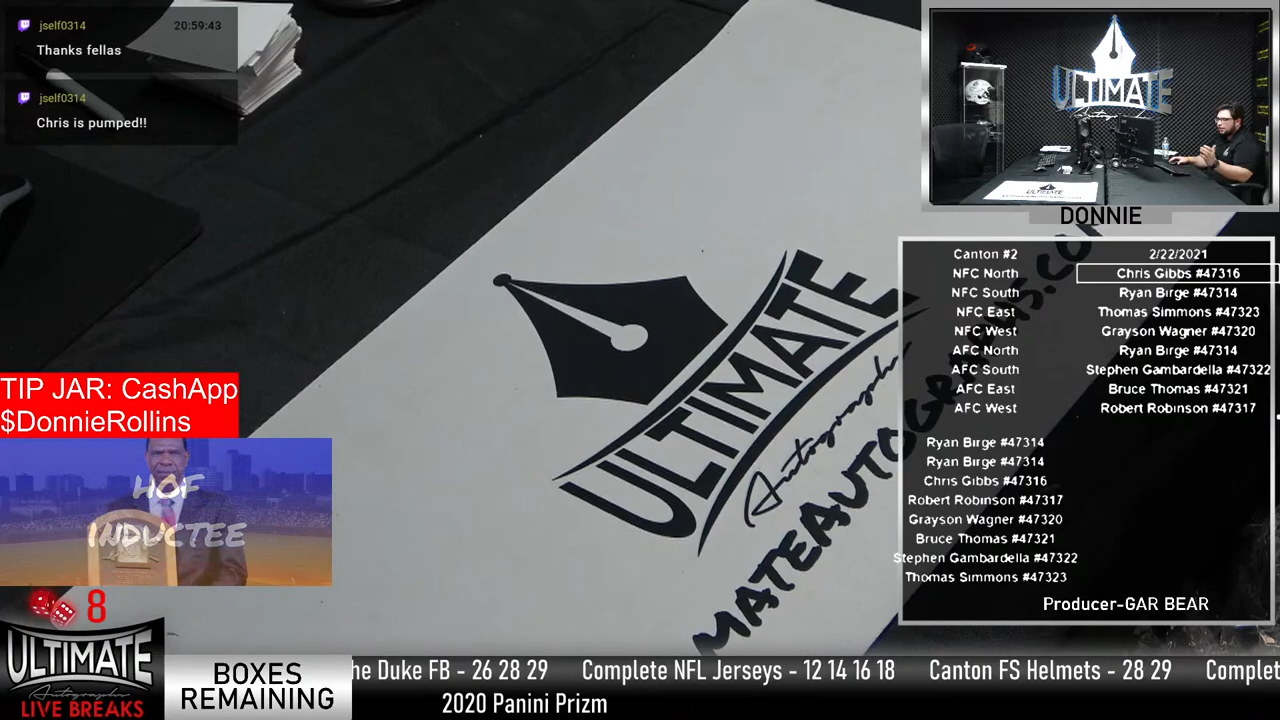 jself0314
20:59:43
Thanks fellas
jself0314
Chris is pumped!!
ULTIMATE
Autographs
DONNIE
Canton #2 2/22/2021
NFC North Chris Gibbs #47316
NFC South Ryan Birge #47314
NFC East Thomas Simmons #47323
NFC West Grayson Wagner #47320
AFC North Ryan Birge #47314
AFC South Stephen Gambardella #47322
AFC East Bruce Thomas #47321
AFC West Robert Robinson #47317
Ryan Birge #47314
Ryan Birge #47314
Chris Gibbs #47316
Robert Robinson #47317
Grayson Wagner #47320
Bruce Thomas #47321
Stephen Gambardella #47322
Thomas Simmons #47323
Producer-GAR BEAR
ULTIMATE
Autographs
MATEAUTOGRAPHS.COM
TIP JAR: CashApp
$DonnieRollins
HOF
INDUCTEE
8
ULTIMATE
Autographs
LIVE BREAKS
BOXES
REMAINING
he Duke FB - 26 28 29 Complete NFL Jerseys - 12 14 16 18 Canton FS Helmets - 28 29 Complet
2020 Panini Prizm